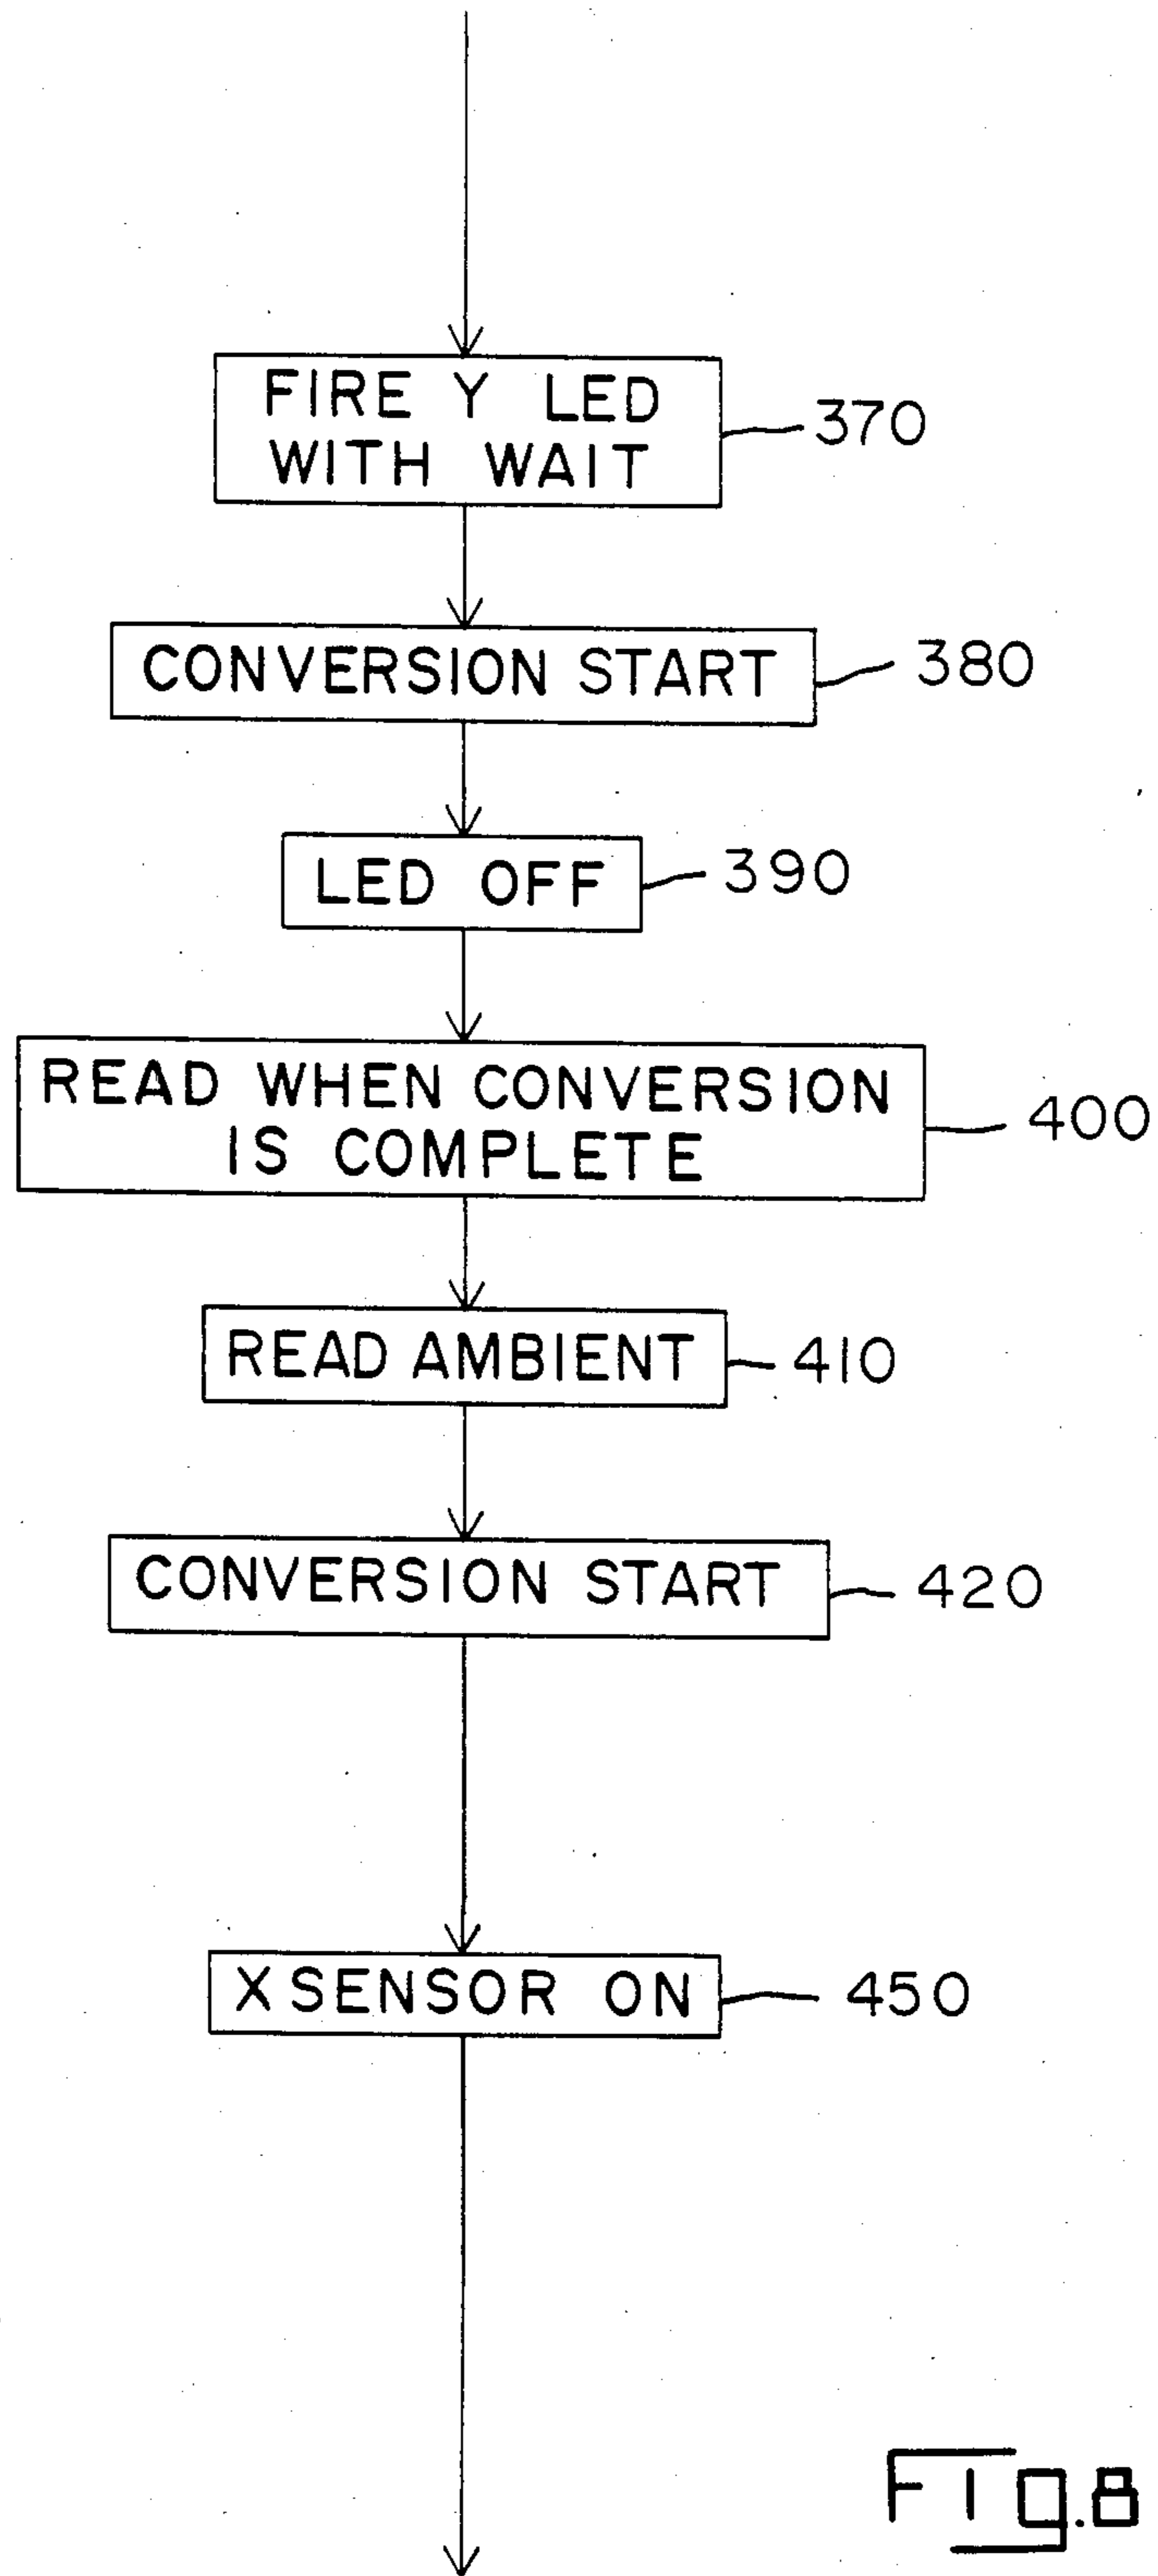 FIRE Y LED
WITH WAIT
370
CONVERSION START
380
LED OFF
390
READ WHEN CONVERSION
IS COMPLETE
400
READ AMBIENT
410
CONVERSION START
420
X SENSOR ON
450
Fig.8